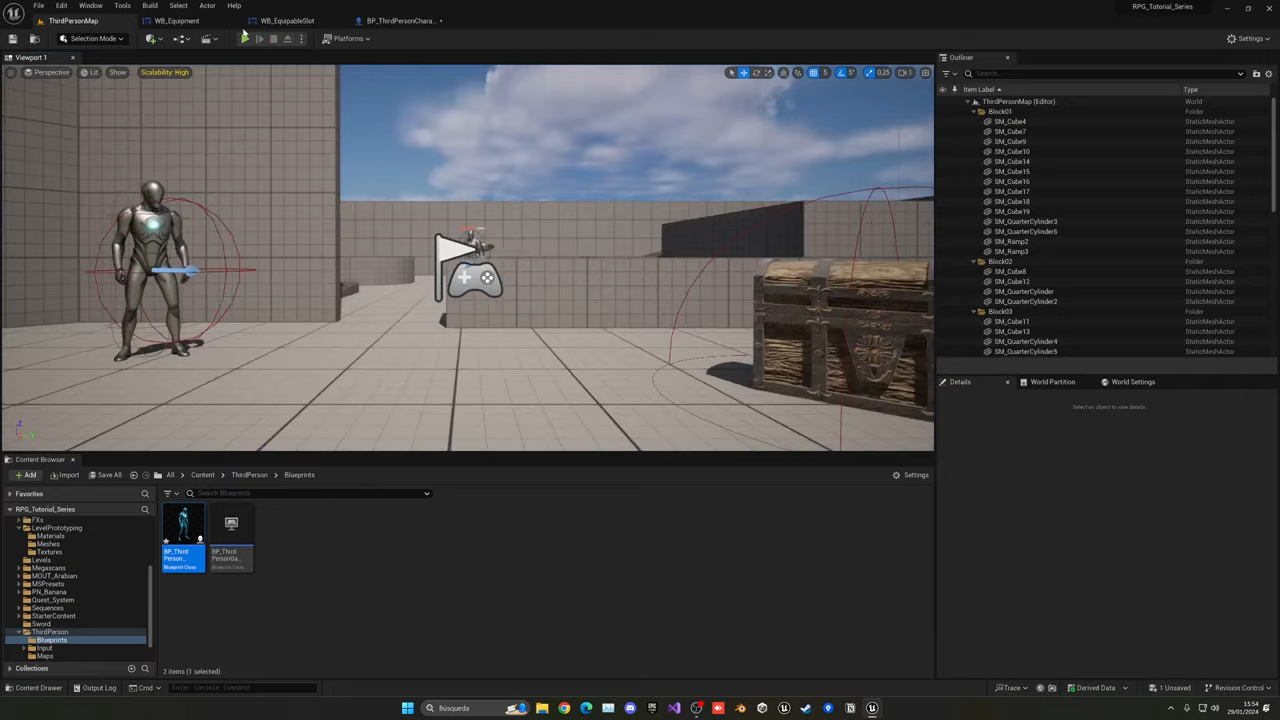 File Edit Window Tools Build Select Actor Help
RPG_Tutorial_Series
ThirdPersonMap WB_Equipment WB_EquipableSlot BP_ThirdPersonChara...
Selection Mode Platforms Settings
Viewport 1
Perspective Lit Show Scalability: High 5 5° 0,25 1
Outliner
Search...
Item Label Type
ThirdPersonMap (Editor) World
Block01 Folder
SM_Cube4 StaticMeshActor
SM_Cube7 StaticMeshActor
SM_Cube9 StaticMeshActor
SM_Cube10 StaticMeshActor
SM_Cube14 StaticMeshActor
SM_Cube15 StaticMeshActor
SM_Cube16 StaticMeshActor
SM_Cube17 StaticMeshActor
SM_Cube18 StaticMeshActor
SM_Cube19 StaticMeshActor
SM_QuarterCylinder3 StaticMeshActor
SM_QuarterCylinder6 StaticMeshActor
SM_Ramp2 StaticMeshActor
SM_Ramp3 StaticMeshActor
Block02 Folder
SM_Cube8 StaticMeshActor
SM_Cube12 StaticMeshActor
SM_QuarterCylinder StaticMeshActor
SM_QuarterCylinder2 StaticMeshActor
Block03 Folder
SM_Cube11 StaticMeshActor
SM_Cube13 StaticMeshActor
SM_QuarterCylinder4 StaticMeshActor
SM_QuarterCylinder5 StaticMeshActor
Details World Partition World Settings
Select an object to view details.
Z
Y
Content Browser
Add Import Save All All Content ThirdPerson Blueprints Settings
Favorites
Search Blueprints
RPG_Tutorial_Series
FXs
LevelPrototyping
Materials
Meshes
Textures
Levels
Megascans
MOUT_Arabian
MSPresets
PN_Banana
Quest_System
Sequences
StarterContent
Sword
ThirdPerson
Blueprints
Input
Maps
Collections
BP_Third
Person...
Blueprint Class
BP_Third
PersonGa...
Blueprint Class
2 items (1 selected)
Content Drawer Output Log Cmd Enter Console Command Trace Derived Data 1 Unsaved Revision Control
Búsqueda
15:54
29/01/2024